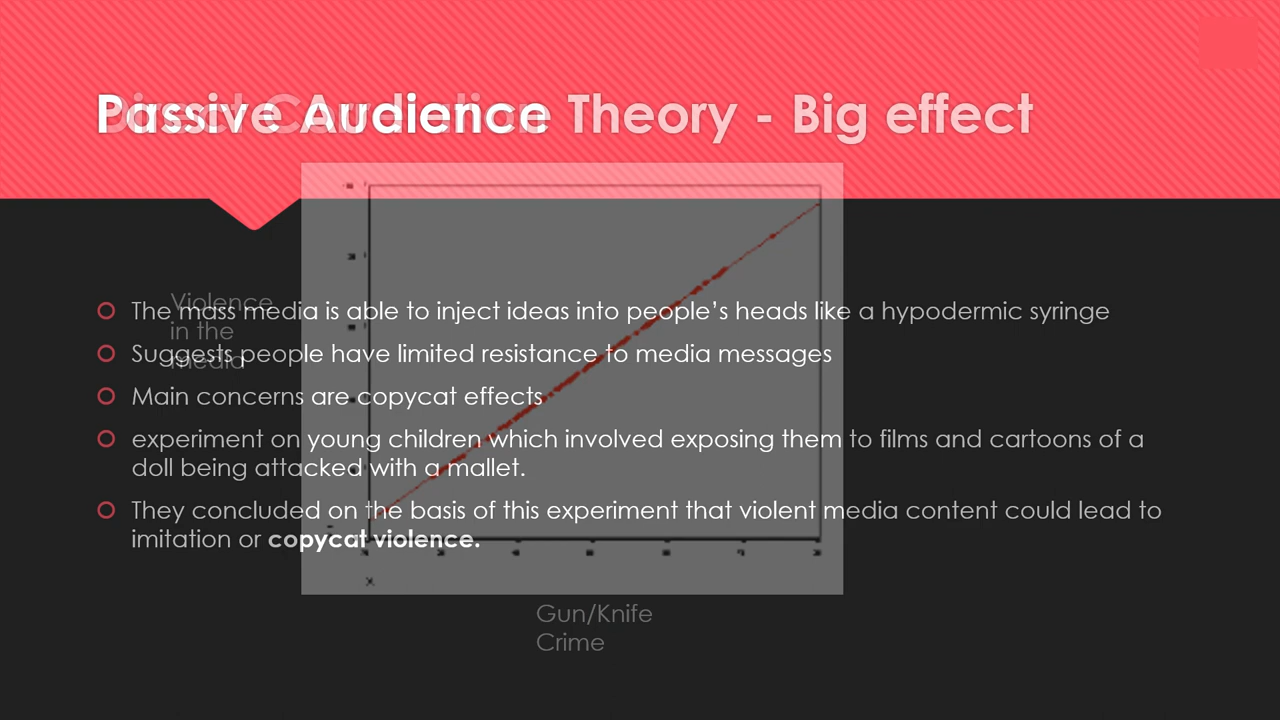 Passive Audience Theory - Big effect
Violence
in the
media
The mass media is able to inject ideas into people’s heads like a hypodermic syringe
Suggests people have limited resistance to media messages
Main concerns are copycat effects
experiment on young children which involved exposing them to films and cartoons of a
doll being attacked with a mallet.
They concluded on the basis of this experiment that violent media content could lead to
imitation or copycat violence.
X
Gun/Knife
Crime